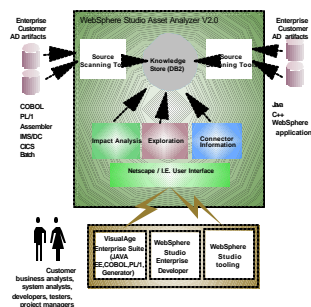 Enterprise
Customer
AD artifacts
WebSphere Studio Asset Analyzer V2.0
Enterprise
Customer
AD artifacts
Source
Scanning Tool
Knowledge
Store (DB2)
Source
Scanning Tool
COBOL
PL/1
Assembler
IMS/DC
CICS
Batch
Java
C++
WebSphere
application
Impact Analysis
Exploration
Connector
Information
Netscape / I.E. User Interface
VisualAge
Enterprise Suite
(JAVA
EE,COBOL,PL/1,
Generator)
WebSphere
Studio
Enterprise
Developer
WebSphere
Studio
tooling
Customer
business analysts,
system analysts,
developers, testers,
project managers